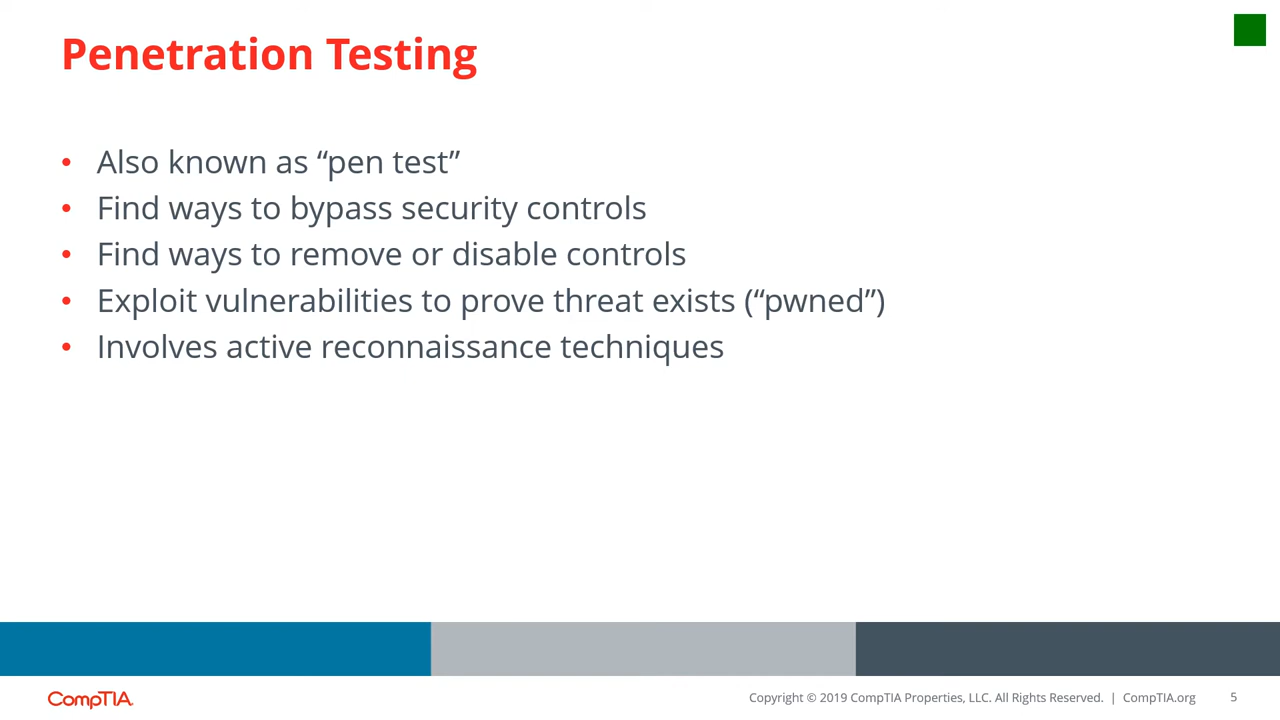 Penetration Testing
• Also known as “pen test”
• Find ways to bypass security controls
• Find ways to remove or disable controls
• Exploit vulnerabilities to prove threat exists (“pwned”)
• Involves active reconnaissance techniques
CompTIA.
Copyright © 2019 CompTIA Properties, LLC. All Rights Reserved. | CompTIA.org 5